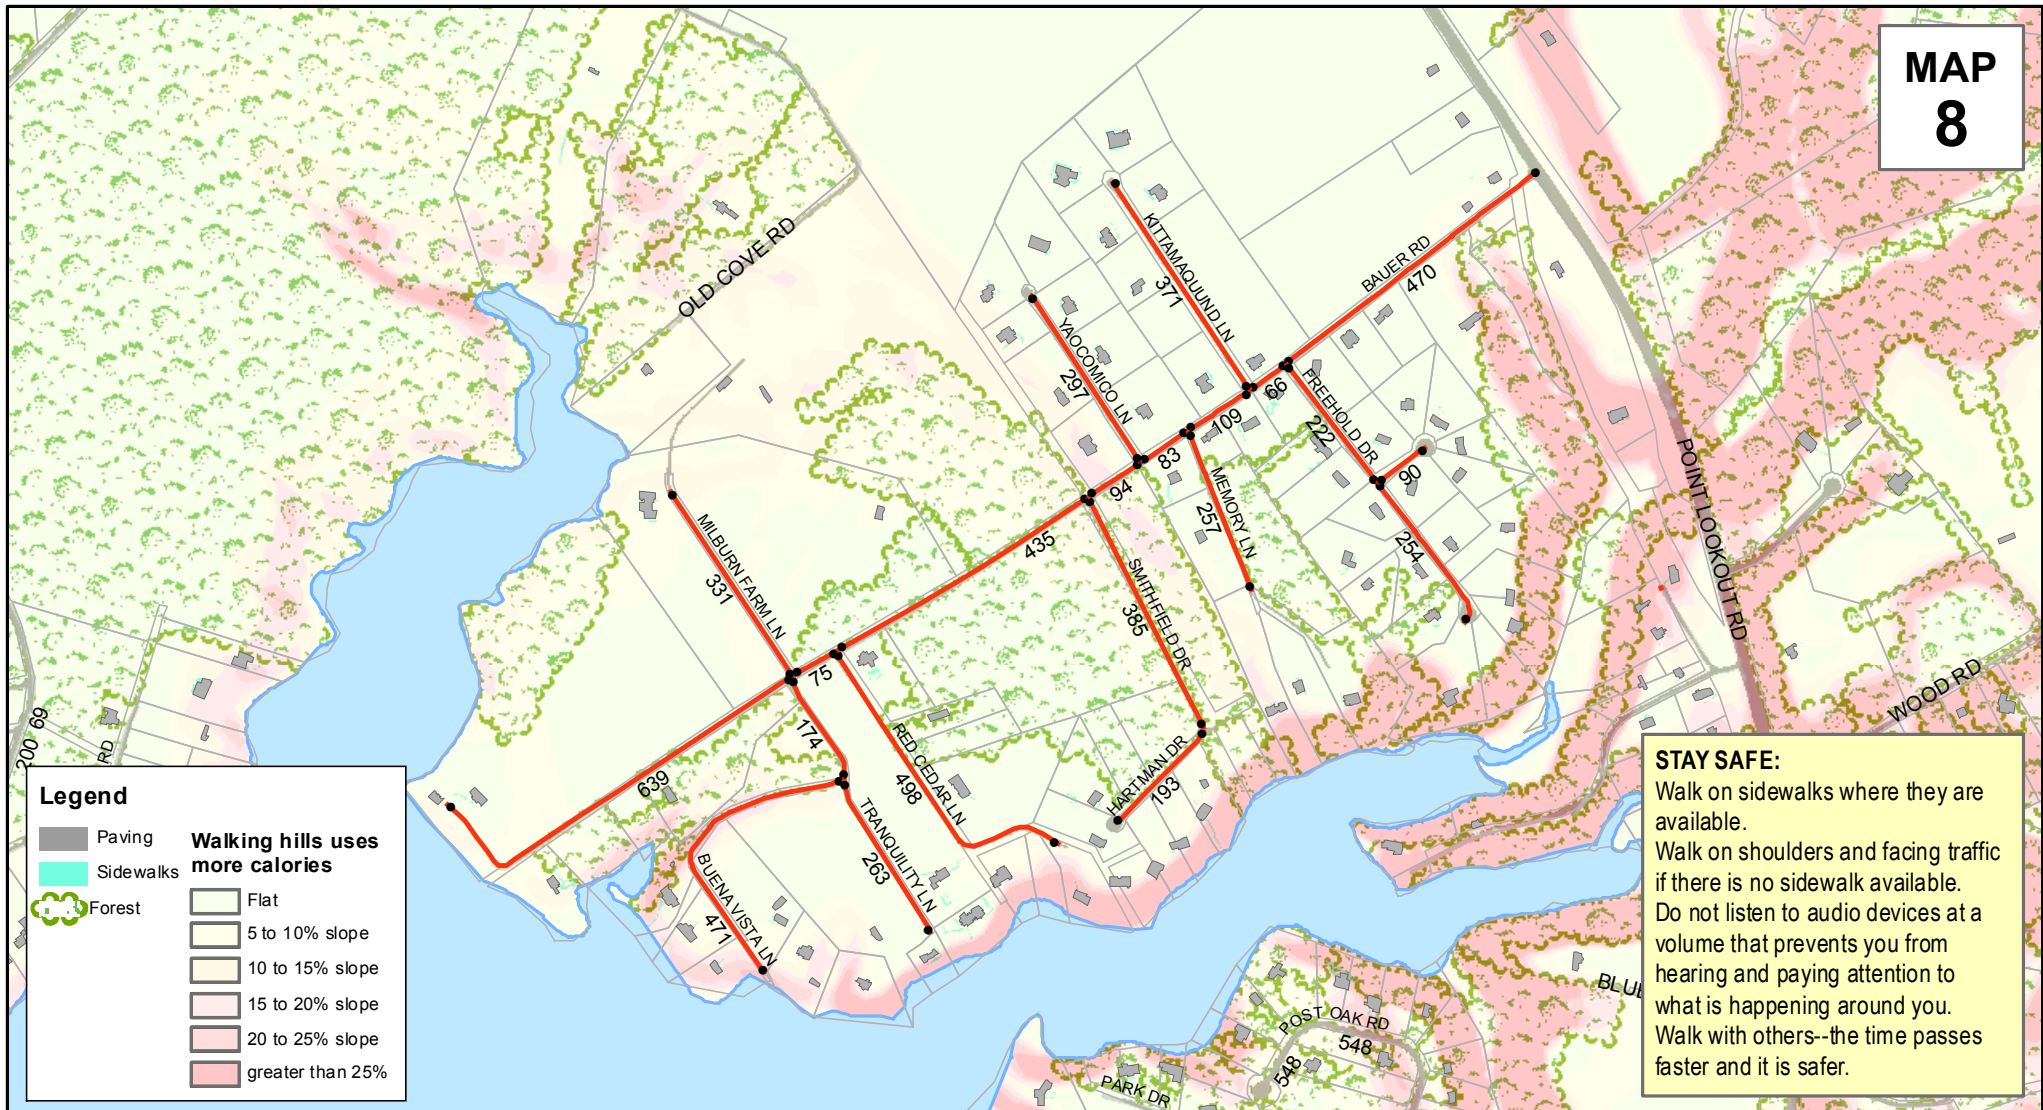 MAP
8
OLD COVE RD
KITTAMAQUUND LN
371
BAUER RD
470
YAOCOMICO LN
297
66
109
83
94
FREEHOLD DR
222
90
254
MEMORY LN
257
POINT LOOKOUT RD
435
SMITHFIELD DR
385
MILBURN FARM LN
331
75
174
639
RED CEDAR LN
498
HARTMAN DR
193
TRANQUILITY LN
263
BUENA VISTA LN
471
WOOD RD
69
200
RD
POST OAK RD
548
548
PARK DR
Legend
Paving
Sidewalks
Forest
Walking hills uses
more calories
Flat
5 to 10% slope
10 to 15% slope
15 to 20% slope
20 to 25% slope
greater than 25%
STAY SAFE:
Walk on sidewalks where they are
available.
Walk on shoulders and facing traffic
if there is no sidewalk available.
Do not listen to audio devices at a
volume that prevents you from
hearing and paying attention to
what is happening around you.
Walk with others--the time passes
faster and it is safer.